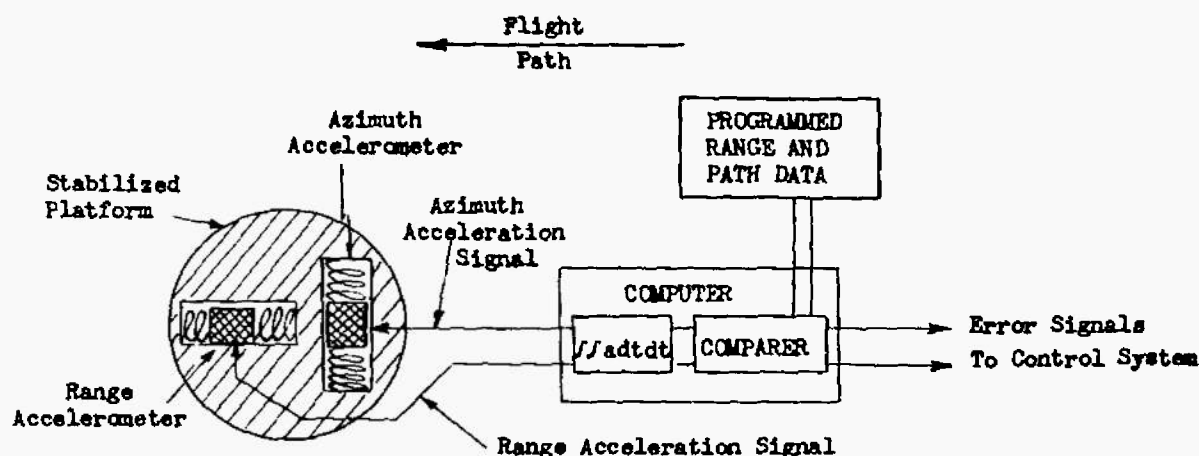 Flight
Path
PROGRAMMED
RANGE AND
PATH DATA
Azimuth
Accelerometer
Stabilized
Platform
Azimuth
Acceleration
Signal
COMPUTER
∫∫adtdt
COMPARER
Error Signals
To Control System
Range
Accelerometer
Range Acceleration Signal